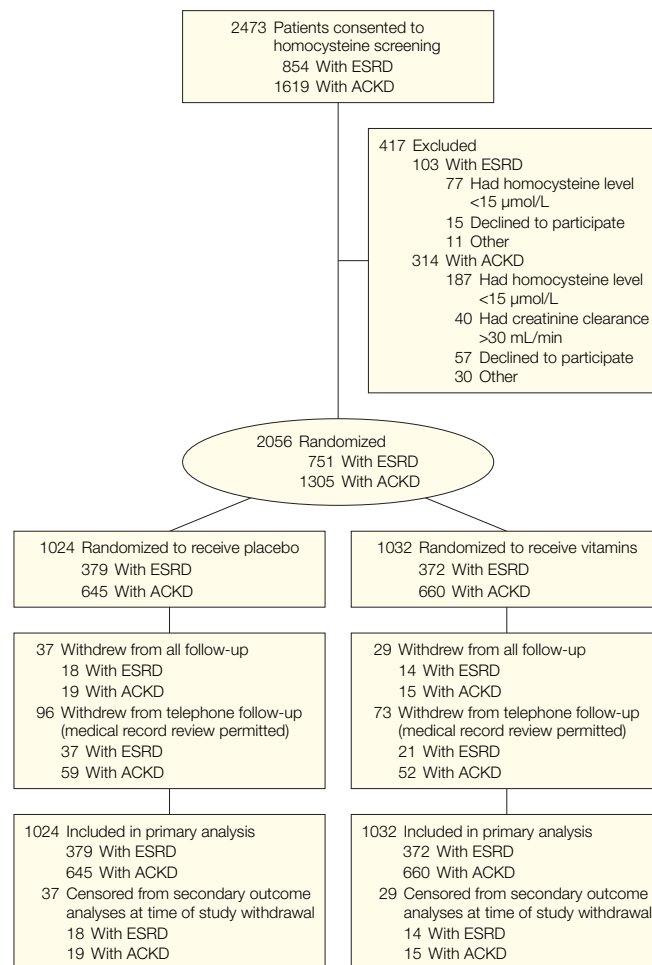 2473 Patients consented to
homocysteine screening
854 With ESRD
1619 With ACKD
417 Excluded
103 With ESRD
77 Had homocysteine level
<15 µmol/L
15 Declined to participate
11 Other
314 With ACKD
187 Had homocysteine level
<15 µmol/L
40 Had creatinine clearance
>30 mL/min
57 Declined to participate
30 Other
2056 Randomized
751 With ESRD
1305 With ACKD
1024 Randomized to receive placebo
379 With ESRD
645 With ACKD
1032 Randomized to receive vitamins
372 With ESRD
660 With ACKD
37 Withdrew from all follow-up
18 With ESRD
19 With ACKD
96 Withdrew from telephone follow-up
(medical record review permitted)
37 With ESRD
59 With ACKD
29 Withdrew from all follow-up
14 With ESRD
15 With ACKD
73 Withdrew from telephone follow-up
(medical record review permitted)
21 With ESRD
52 With ACKD
1024 Included in primary analysis
379 With ESRD
645 With ACKD
37 Censored from secondary outcome
analyses at time of study withdrawal
18 With ESRD
19 With ACKD
1032 Included in primary analysis
372 With ESRD
660 With ACKD
29 Censored from secondary outcome
analyses at time of study withdrawal
14 With ESRD
15 With ACKD